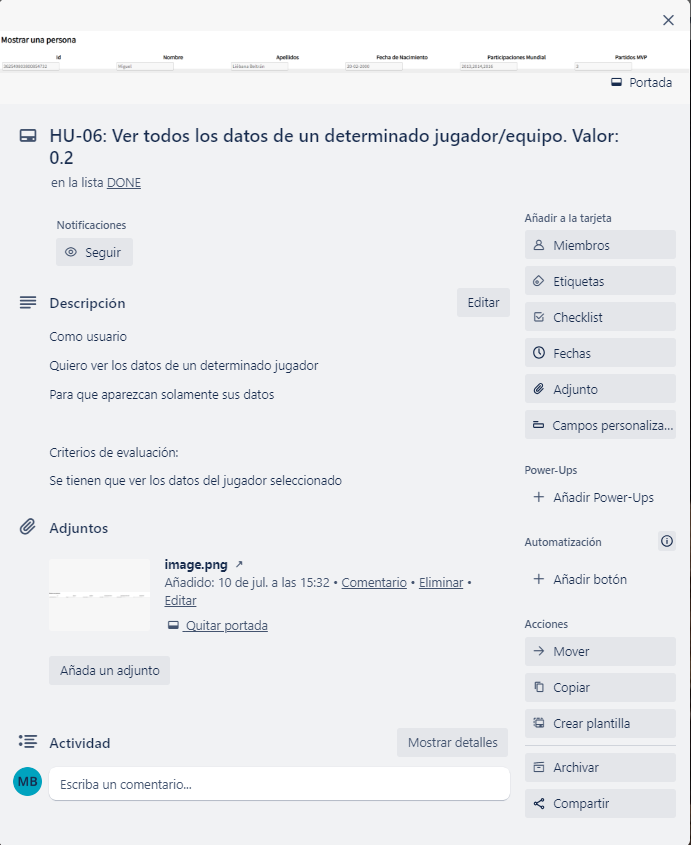 Mostrar una persona
Id Nombre Apellidos Fecha de Nacimiento Participaciones Mundial Partidos MVP
Miguel 2010,2014,2018 3
Portada
HU-06: Ver todos los datos de un determinado jugador/equipo. Valor:
0.2
en la lista DONE
Notificaciones
Seguir
Descripción
Editar
Como usuario
Quiero ver los datos de un determinado jugador
Para que aparezcan solamente sus datos
Criterios de evaluación:
Se tienen que ver los datos del jugador seleccionado
Adjuntos
image.png ↗
Añadido: 10 de jul. a las 15:32 • Comentario • Eliminar •
Editar
Quitar portada
Añada un adjunto
Actividad
Mostrar detalles
MB
Escriba un comentario...
Añadir a la tarjeta
Miembros
Etiquetas
Checklist
Fechas
Adjunto
Campos personaliza...
Power-Ups
+ Añadir Power-Ups
Automatización
+ Añadir botón
Acciones
Mover
Copiar
Crear plantilla
Archivar
Compartir